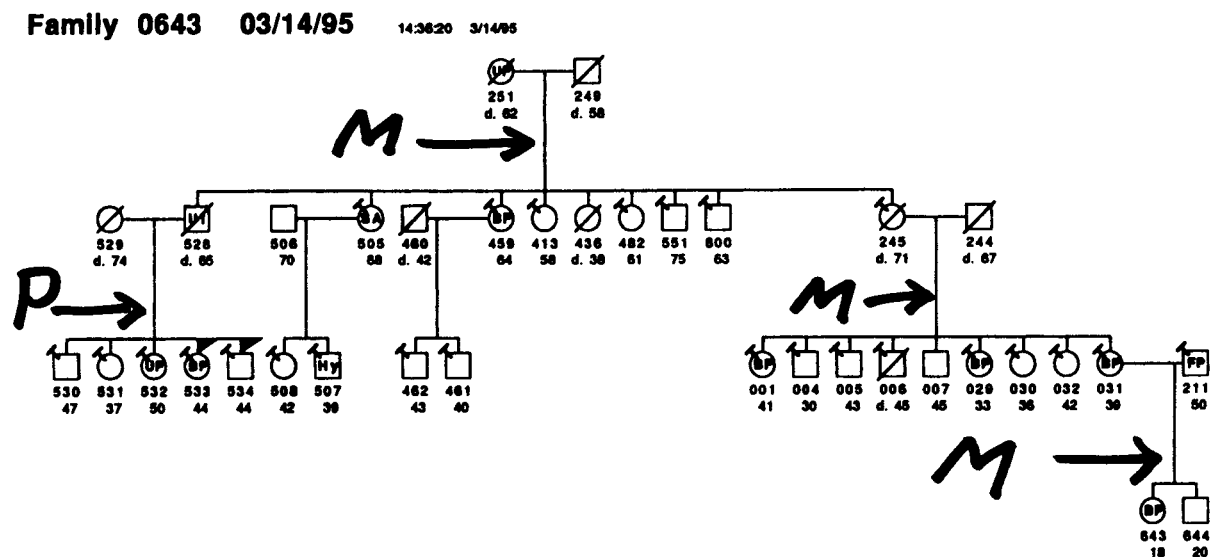 Family 0643 03/14/95 14:36:20 3/14/95
UP
251 249
d. 62 d. 58
M
BA BP
529 528 506 505 460 459 413 436 482 551 600 245 244
d. 74 d. 65 70 68 d. 42 64 58 d. 38 61 75 63 d. 71 d. 67
P M
UP BP Hy BP BP BP FP
530 531 532 533 534 508 507 462 461 001 004 005 006 007 029 030 032 031 211
47 37 50 44 44 42 39 43 40 41 30 43 d. 45 45 33 36 42 39 50
M
BP
643 644
18 20